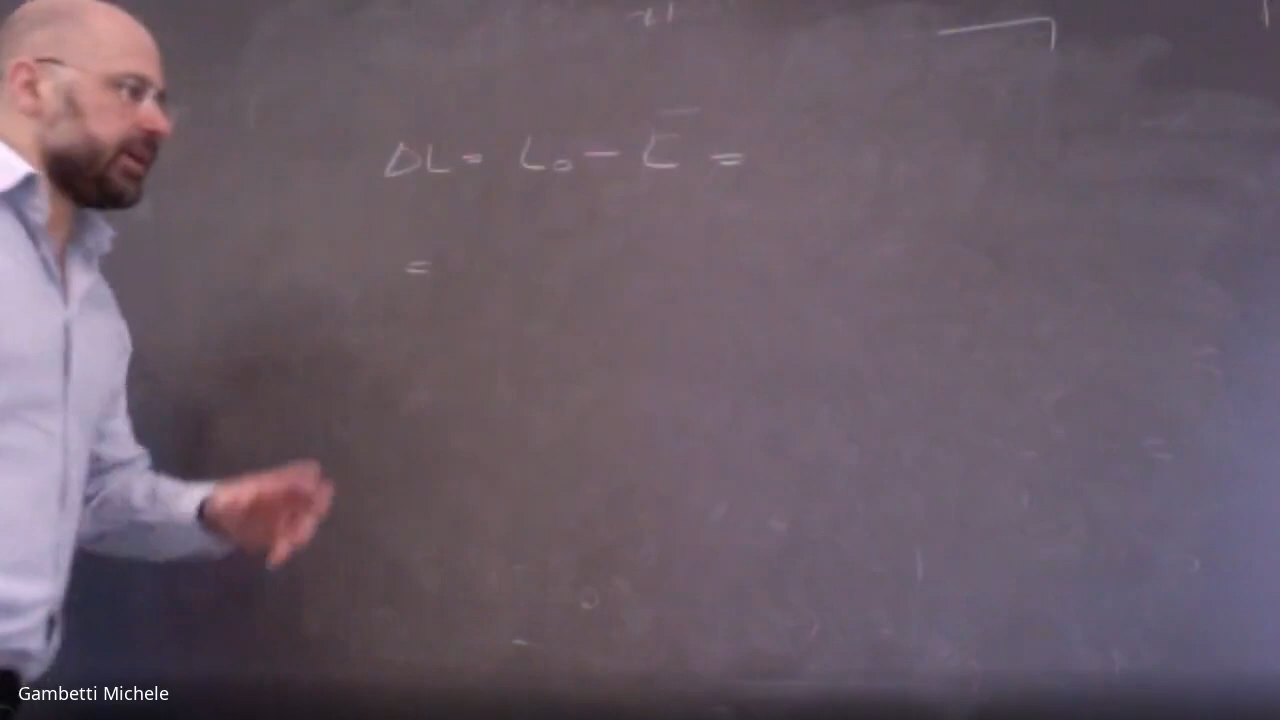 ΔL = L₀ - L̅ =
=
Gambetti Michele